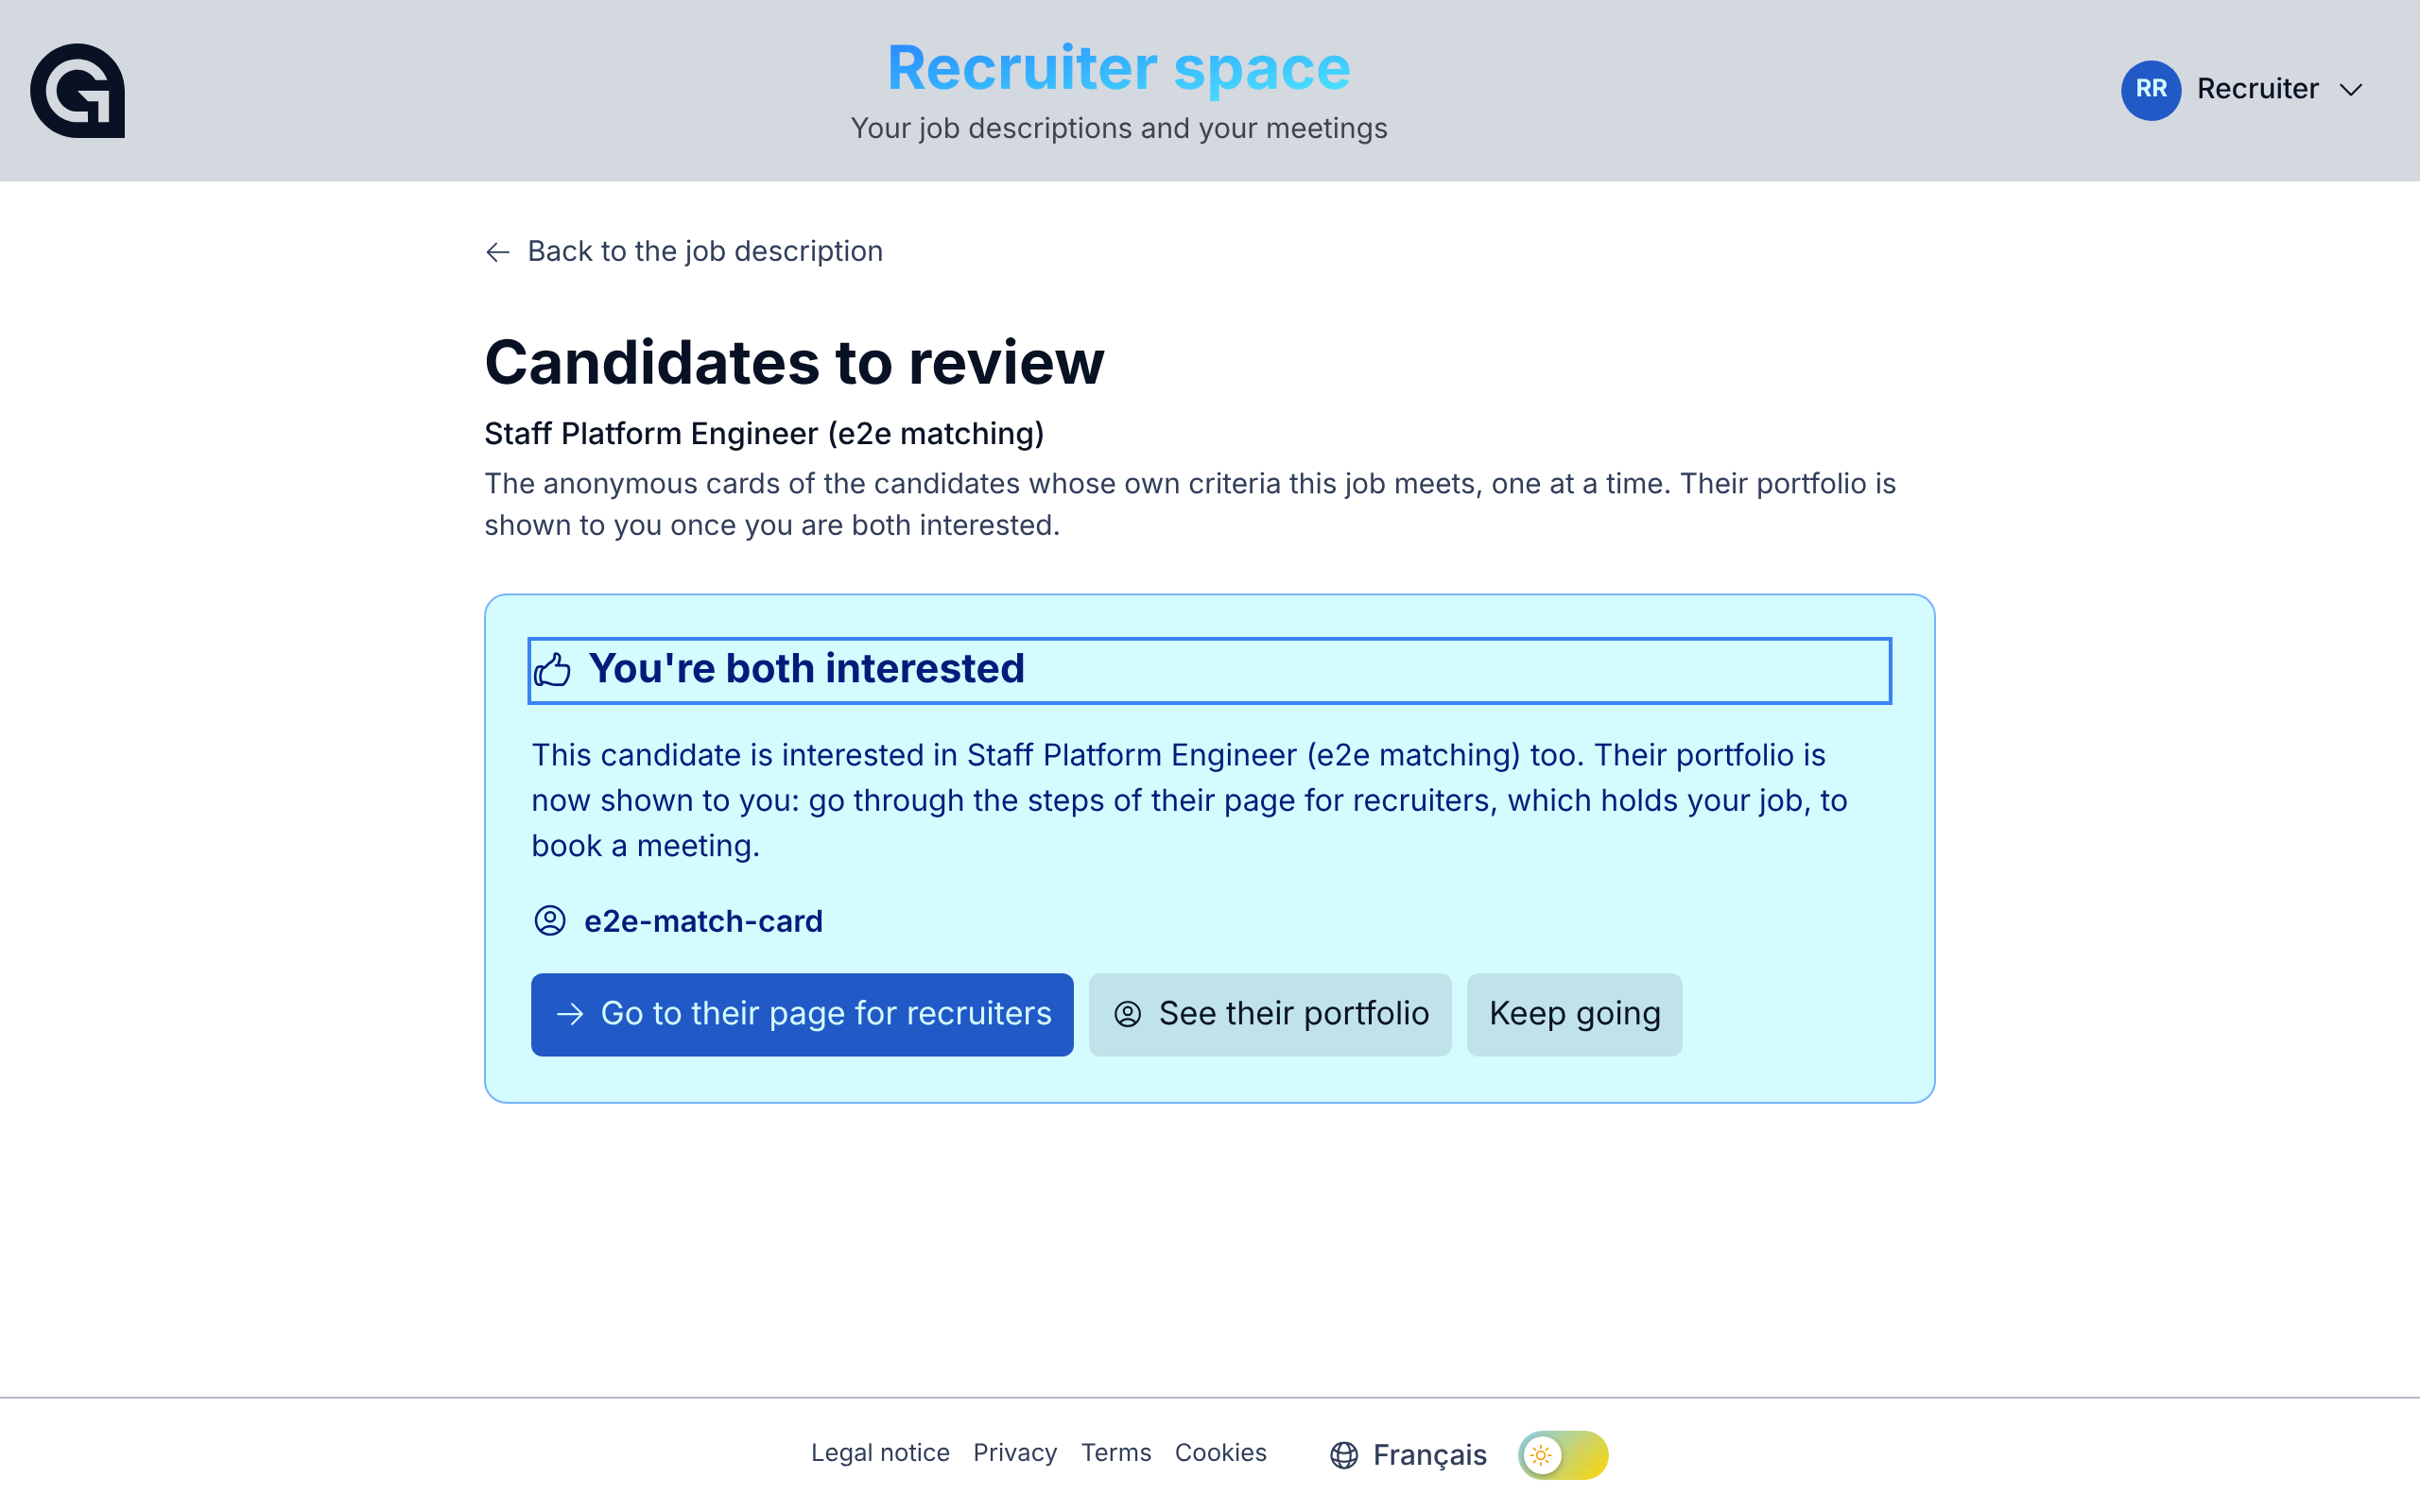 Recruiter space
Your job descriptions and your meetings
RR Recruiter
Back to the job description
Candidates to review
Staff Platform Engineer (e2e matching)
The anonymous cards of the candidates whose own criteria this job meets, one at a time. Their portfolio is
shown to you once you are both interested.
You're both interested
This candidate is interested in Staff Platform Engineer (e2e matching) too. Their portfolio is
now shown to you: go through the steps of their page for recruiters, which holds your job, to
book a meeting.
e2e-match-card
Go to their page for recruiters See their portfolio Keep going
Legal notice Privacy Terms Cookies Français